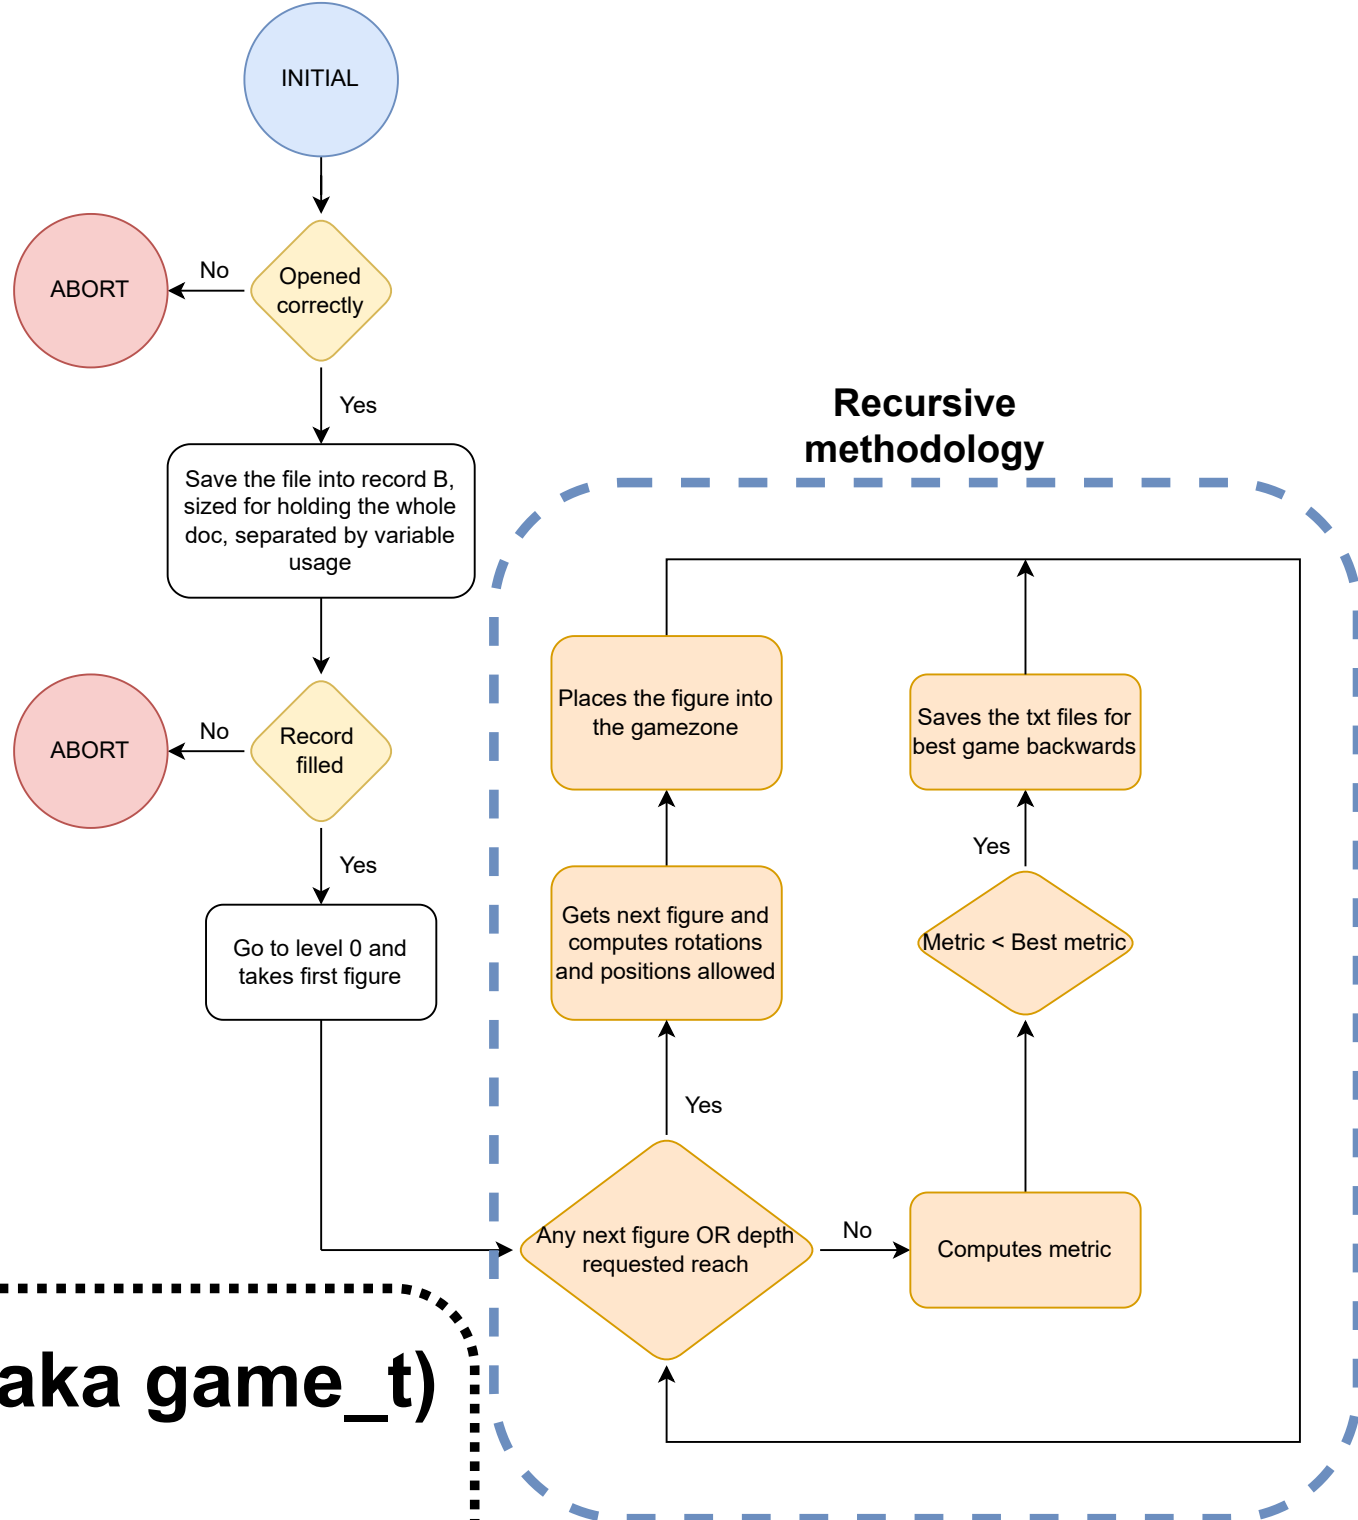 INITIAL
Opened
correctly
No
ABORT
Yes
Save the file into record B,
sized for holding the whole
doc, separated by variable
usage
Record
filled
No
ABORT
Yes
Go to level 0 and
takes first figure
Recursive
methodology
Places the figure into
the gamezone
Gets next figure and
computes rotations
and positions allowed
Yes
Any next figure OR depth
requested reach
No
Computes metric
Metric < Best metric
Yes
Saves the txt files for
best game backwards
aka game_t)